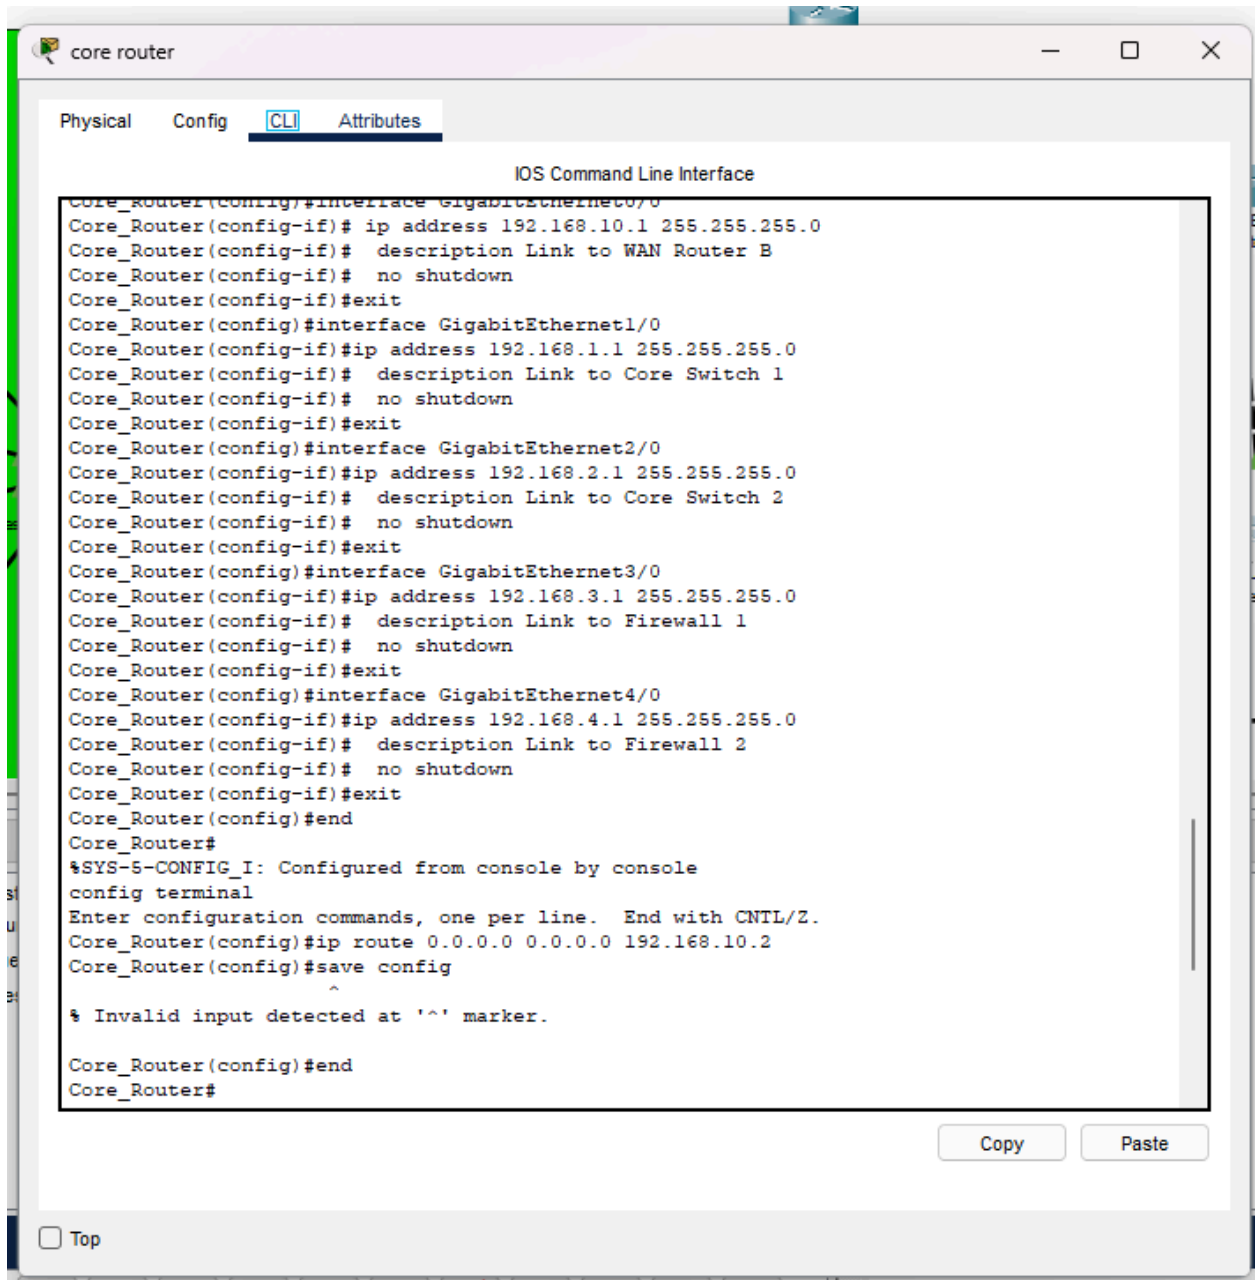 core router
Physical Config CLI Attributes
IOS Command Line Interface
Core_Router(config)#interface GigabitEthernet0/0
Core_Router(config-if)# ip address 192.168.10.1 255.255.255.0
Core_Router(config-if)#  description Link to WAN Router B
Core_Router(config-if)#  no shutdown
Core_Router(config-if)#exit
Core_Router(config)#interface GigabitEthernet1/0
Core_Router(config-if)#ip address 192.168.1.1 255.255.255.0
Core_Router(config-if)#  description Link to Core Switch 1
Core_Router(config-if)#  no shutdown
Core_Router(config-if)#exit
Core_Router(config)#interface GigabitEthernet2/0
Core_Router(config-if)#ip address 192.168.2.1 255.255.255.0
Core_Router(config-if)#  description Link to Core Switch 2
Core_Router(config-if)#  no shutdown
Core_Router(config-if)#exit
Core_Router(config)#interface GigabitEthernet3/0
Core_Router(config-if)#ip address 192.168.3.1 255.255.255.0
Core_Router(config-if)#  description Link to Firewall 1
Core_Router(config-if)#  no shutdown
Core_Router(config-if)#exit
Core_Router(config)#interface GigabitEthernet4/0
Core_Router(config-if)#ip address 192.168.4.1 255.255.255.0
Core_Router(config-if)#  description Link to Firewall 2
Core_Router(config-if)#  no shutdown
Core_Router(config-if)#exit
Core_Router(config)#end
Core_Router#
%SYS-5-CONFIG_I: Configured from console by console
config terminal
Enter configuration commands, one per line.  End with CNTL/Z.
Core_Router(config)#ip route 0.0.0.0 0.0.0.0 192.168.10.2
Core_Router(config)#save config
^
% Invalid input detected at '^' marker.
Core_Router(config)#end
Core_Router#
Copy Paste
Top